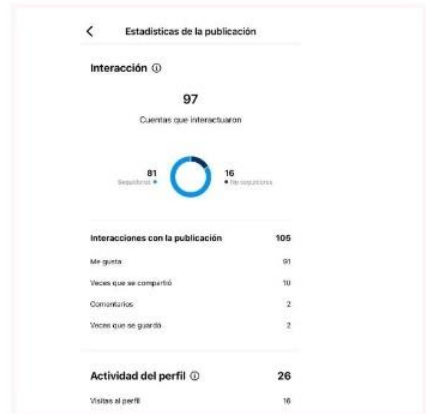 Estadísticas de la publicación
Interacción
97
Cuentas que interactuaron
81
Seguidores
16
No seguidores
Interacciones con la publicación 105
Me gusta 91
Veces que se compartió 10
Comentarios 2
Veces que se guardó 2
Actividad del perfil 26
Visitas al perfil 16